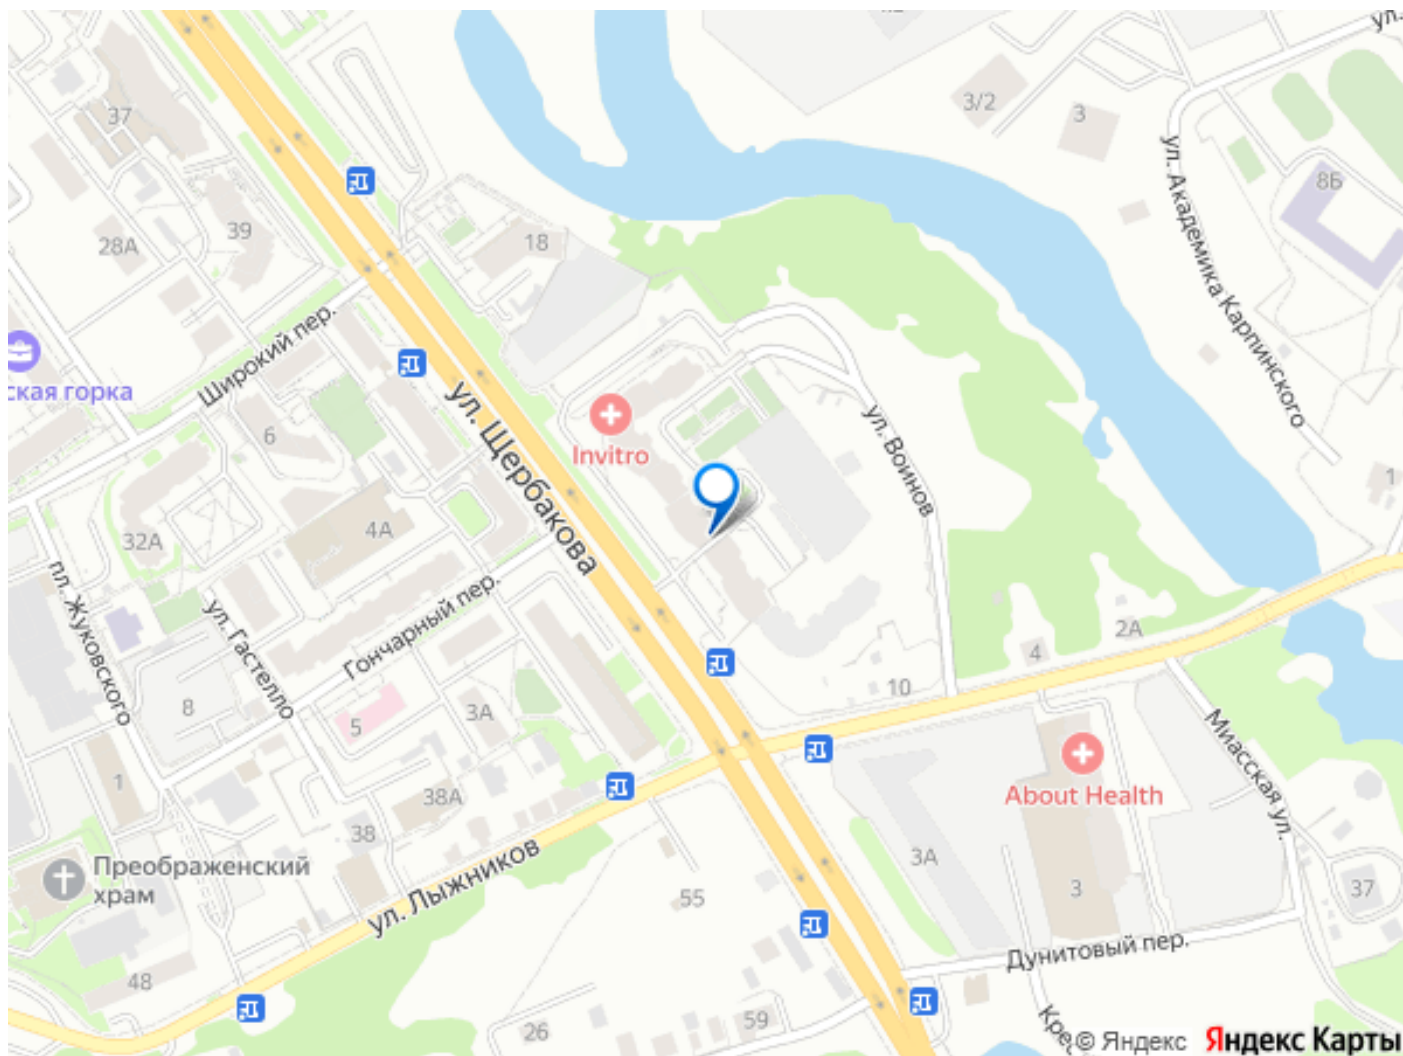 ул.
3/2
3
37
8Б
ул. Академика Карпинского
28А
39
18
Широкий пер.
ская горка
ул. Щербакова
6
Invitro
ул. Воинов
1
32А
4А
пл. Жуковского
ул. Гастелло
Гончарный пер.
2А
4
10
8
5
3А
Миасская ул.
1
38А
About Health
38
Преображенский
храм
ул. Лыжников
3А
3
37
55
48
Дунитовый пер.
26
59
Кре
© Яндекс
Яндекс Карты